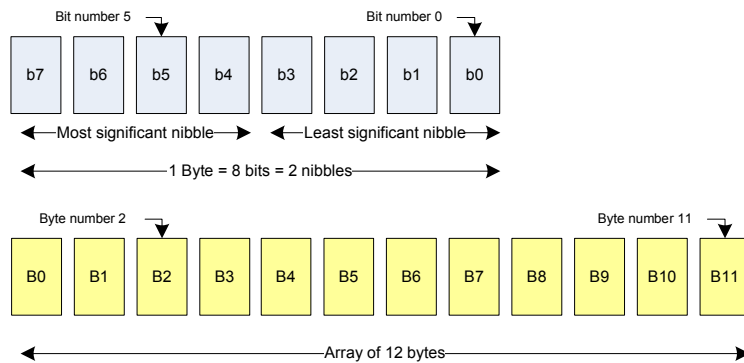 Bit number 5
Bit number 0
b7 b6 b5 b4 b3 b2 b1 b0
Most significant nibble Least significant nibble
1 Byte = 8 bits = 2 nibbles
Byte number 2
Byte number 11
B0 B1 B2 B3 B4 B5 B6 B7 B8 B9 B10 B11
Array of 12 bytes